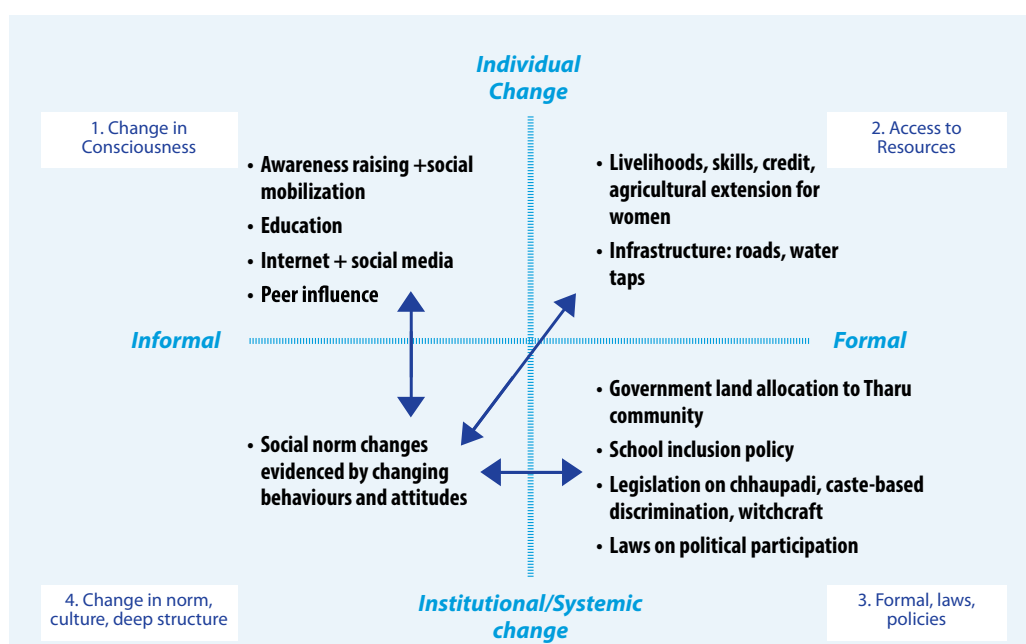 Individual
Change
1. Change in
Consciousness
2. Access to
Resources
• Awareness raising +social
mobilization
• Education
• Internet + social media
• Peer influence
• Livelihoods, skills, credit,
agricultural extension for
women
• Infrastructure: roads, water
taps
Informal
Formal
• Social norm changes
evidenced by changing
behaviours and attitudes
• Government land allocation to Tharu
community
• School inclusion policy
• Legislation on chhaupadi, caste-based
discrimination, witchcraft
• Laws on political participation
4. Change in norm,
culture, deep structure
Institutional/Systemic
change
3. Formal, laws,
policies